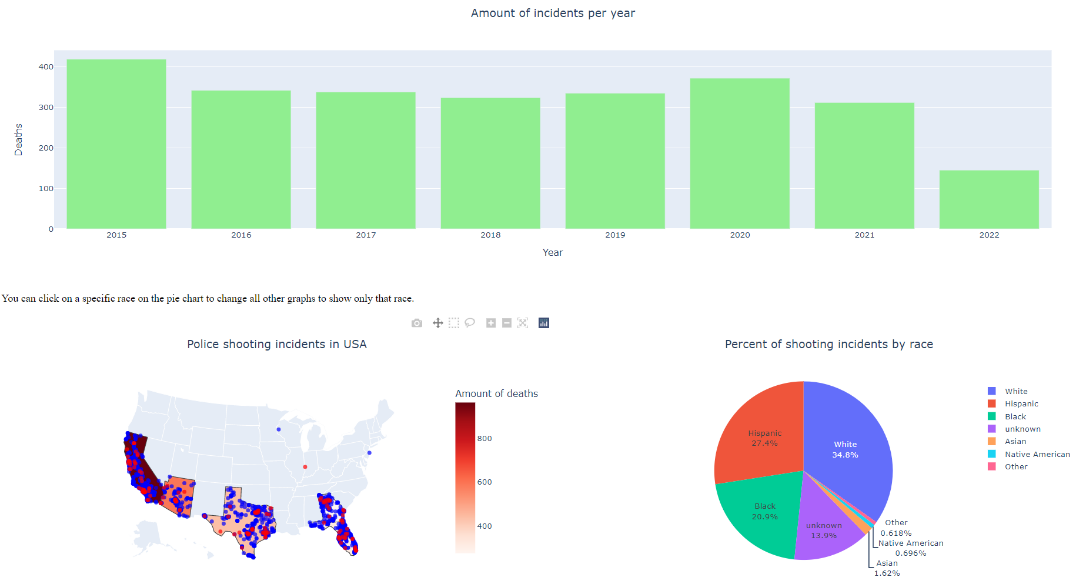 Amount of incidents per year
400
300
200
100
0
Deaths
2015 2016 2017 2018 2019 2020 2021 2022
Year
You can click on a specific race on the pie chart to change all other graphs to show only that race.
Police shooting incidents in USA
Amount of deaths
800
600
400
Percent of shooting incidents by race
Hispanic
27.4%
White
34.8%
Black
20.9%
unknown
13.9%
Other
0.618%
Native American
0.696%
Asian
1.62%
White
Hispanic
Black
unknown
Asian
Native American
Other